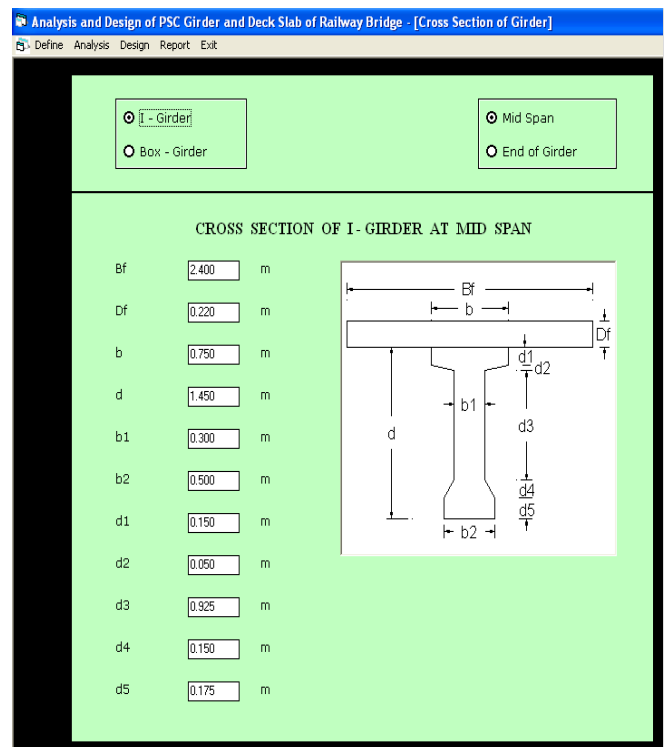 Analysis and Design of PSC Girder and Deck Slab of Railway Bridge - [Cross Section of Girder]
Define Analysis Design Report Exit
I - Girder
Box - Girder
Mid Span
End of Girder
CROSS SECTION OF I - GIRDER AT MID SPAN
Bf 2.400 m
Df 0.220 m
b 0.750 m
d 1.450 m
b1 0.300 m
b2 0.500 m
d1 0.150 m
d2 0.050 m
d3 0.925 m
d4 0.150 m
d5 0.175 m
Bf
b
Df
d1
d2
b1
d
d3
d4
d5
b2